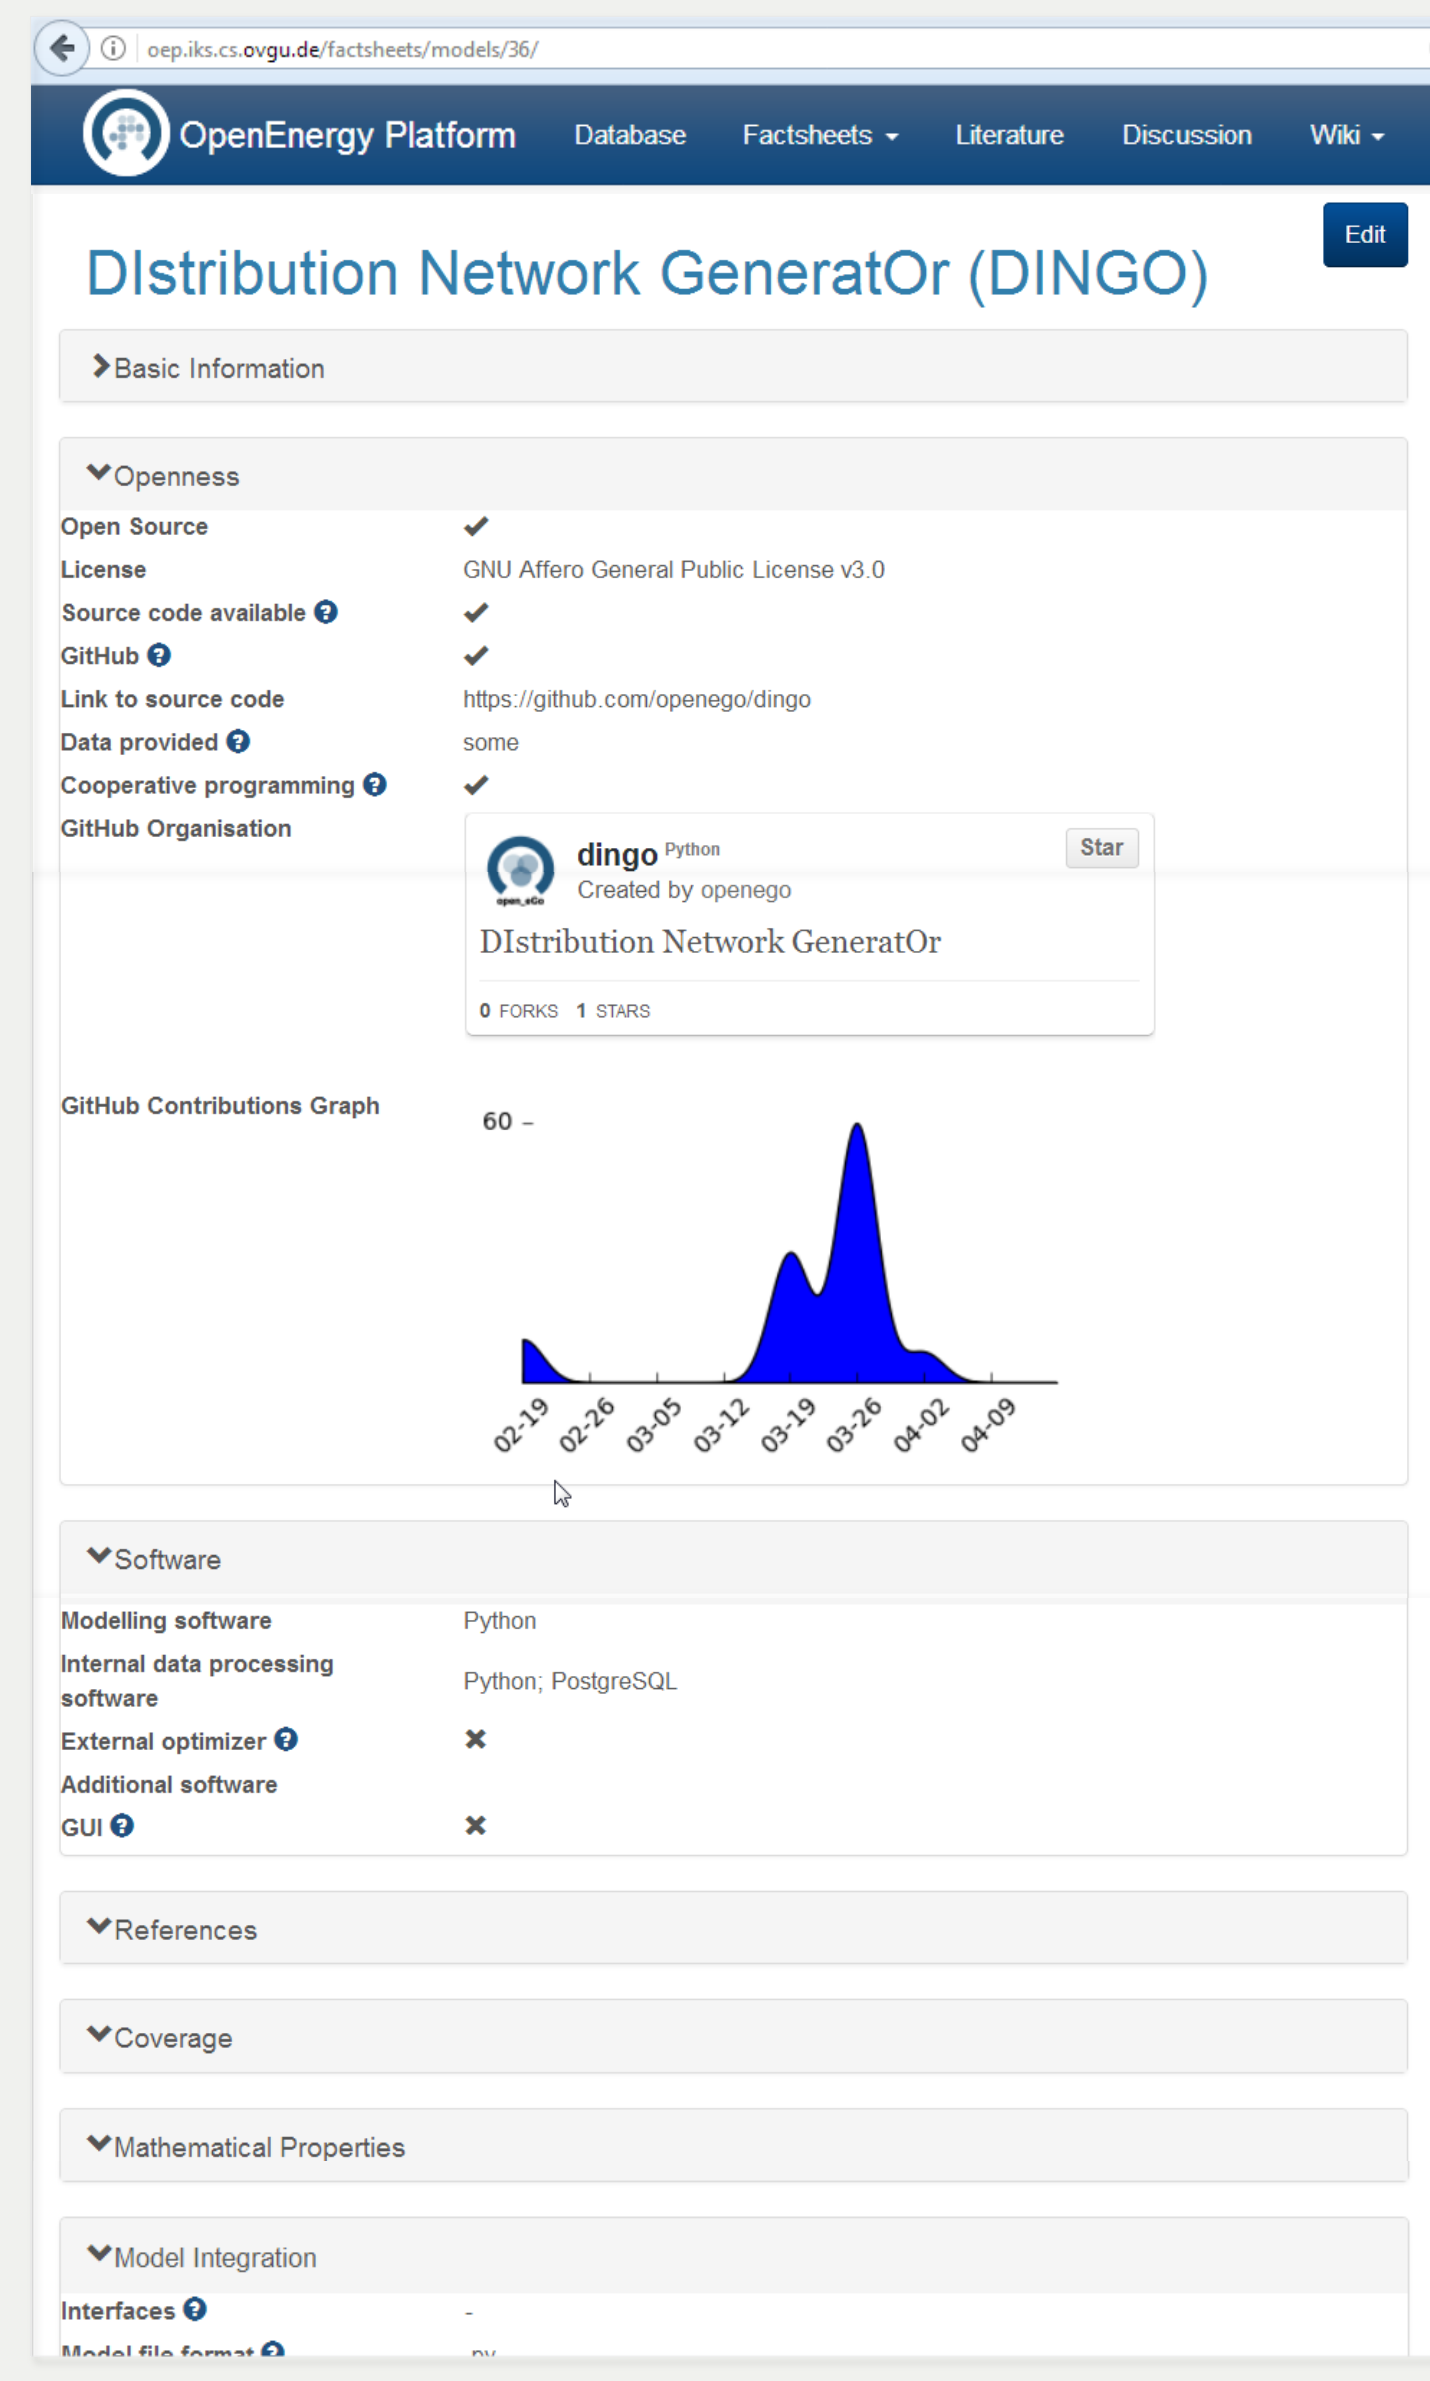 oep.iks.cs.ovgu.de/factsheets/models/36/
OpenEnergy Platform Database Factsheets Literature Discussion Wiki
Edit
DIstribution Network GeneratOr (DINGO)
Basic Information
Openness
Open Source
License GNU Affero General Public License v3.0
Source code available
GitHub
Link to source code https://github.com/openego/dingo
Data provided some
Cooperative programming
GitHub Organisation
dingo Python Star
Created by openego
open_eGo
DIstribution Network GeneratOr
0 FORKS 1 STARS
GitHub Contributions Graph
60
02-19 02-26 03-05 03-12 03-19 03-26 04-02 04-09
Software
Modelling software Python
Internal data processing
software
Python; PostgreSQL
External optimizer
Additional software
GUI
References
Coverage
Mathematical Properties
Model Integration
Interfaces -
Model file format .py